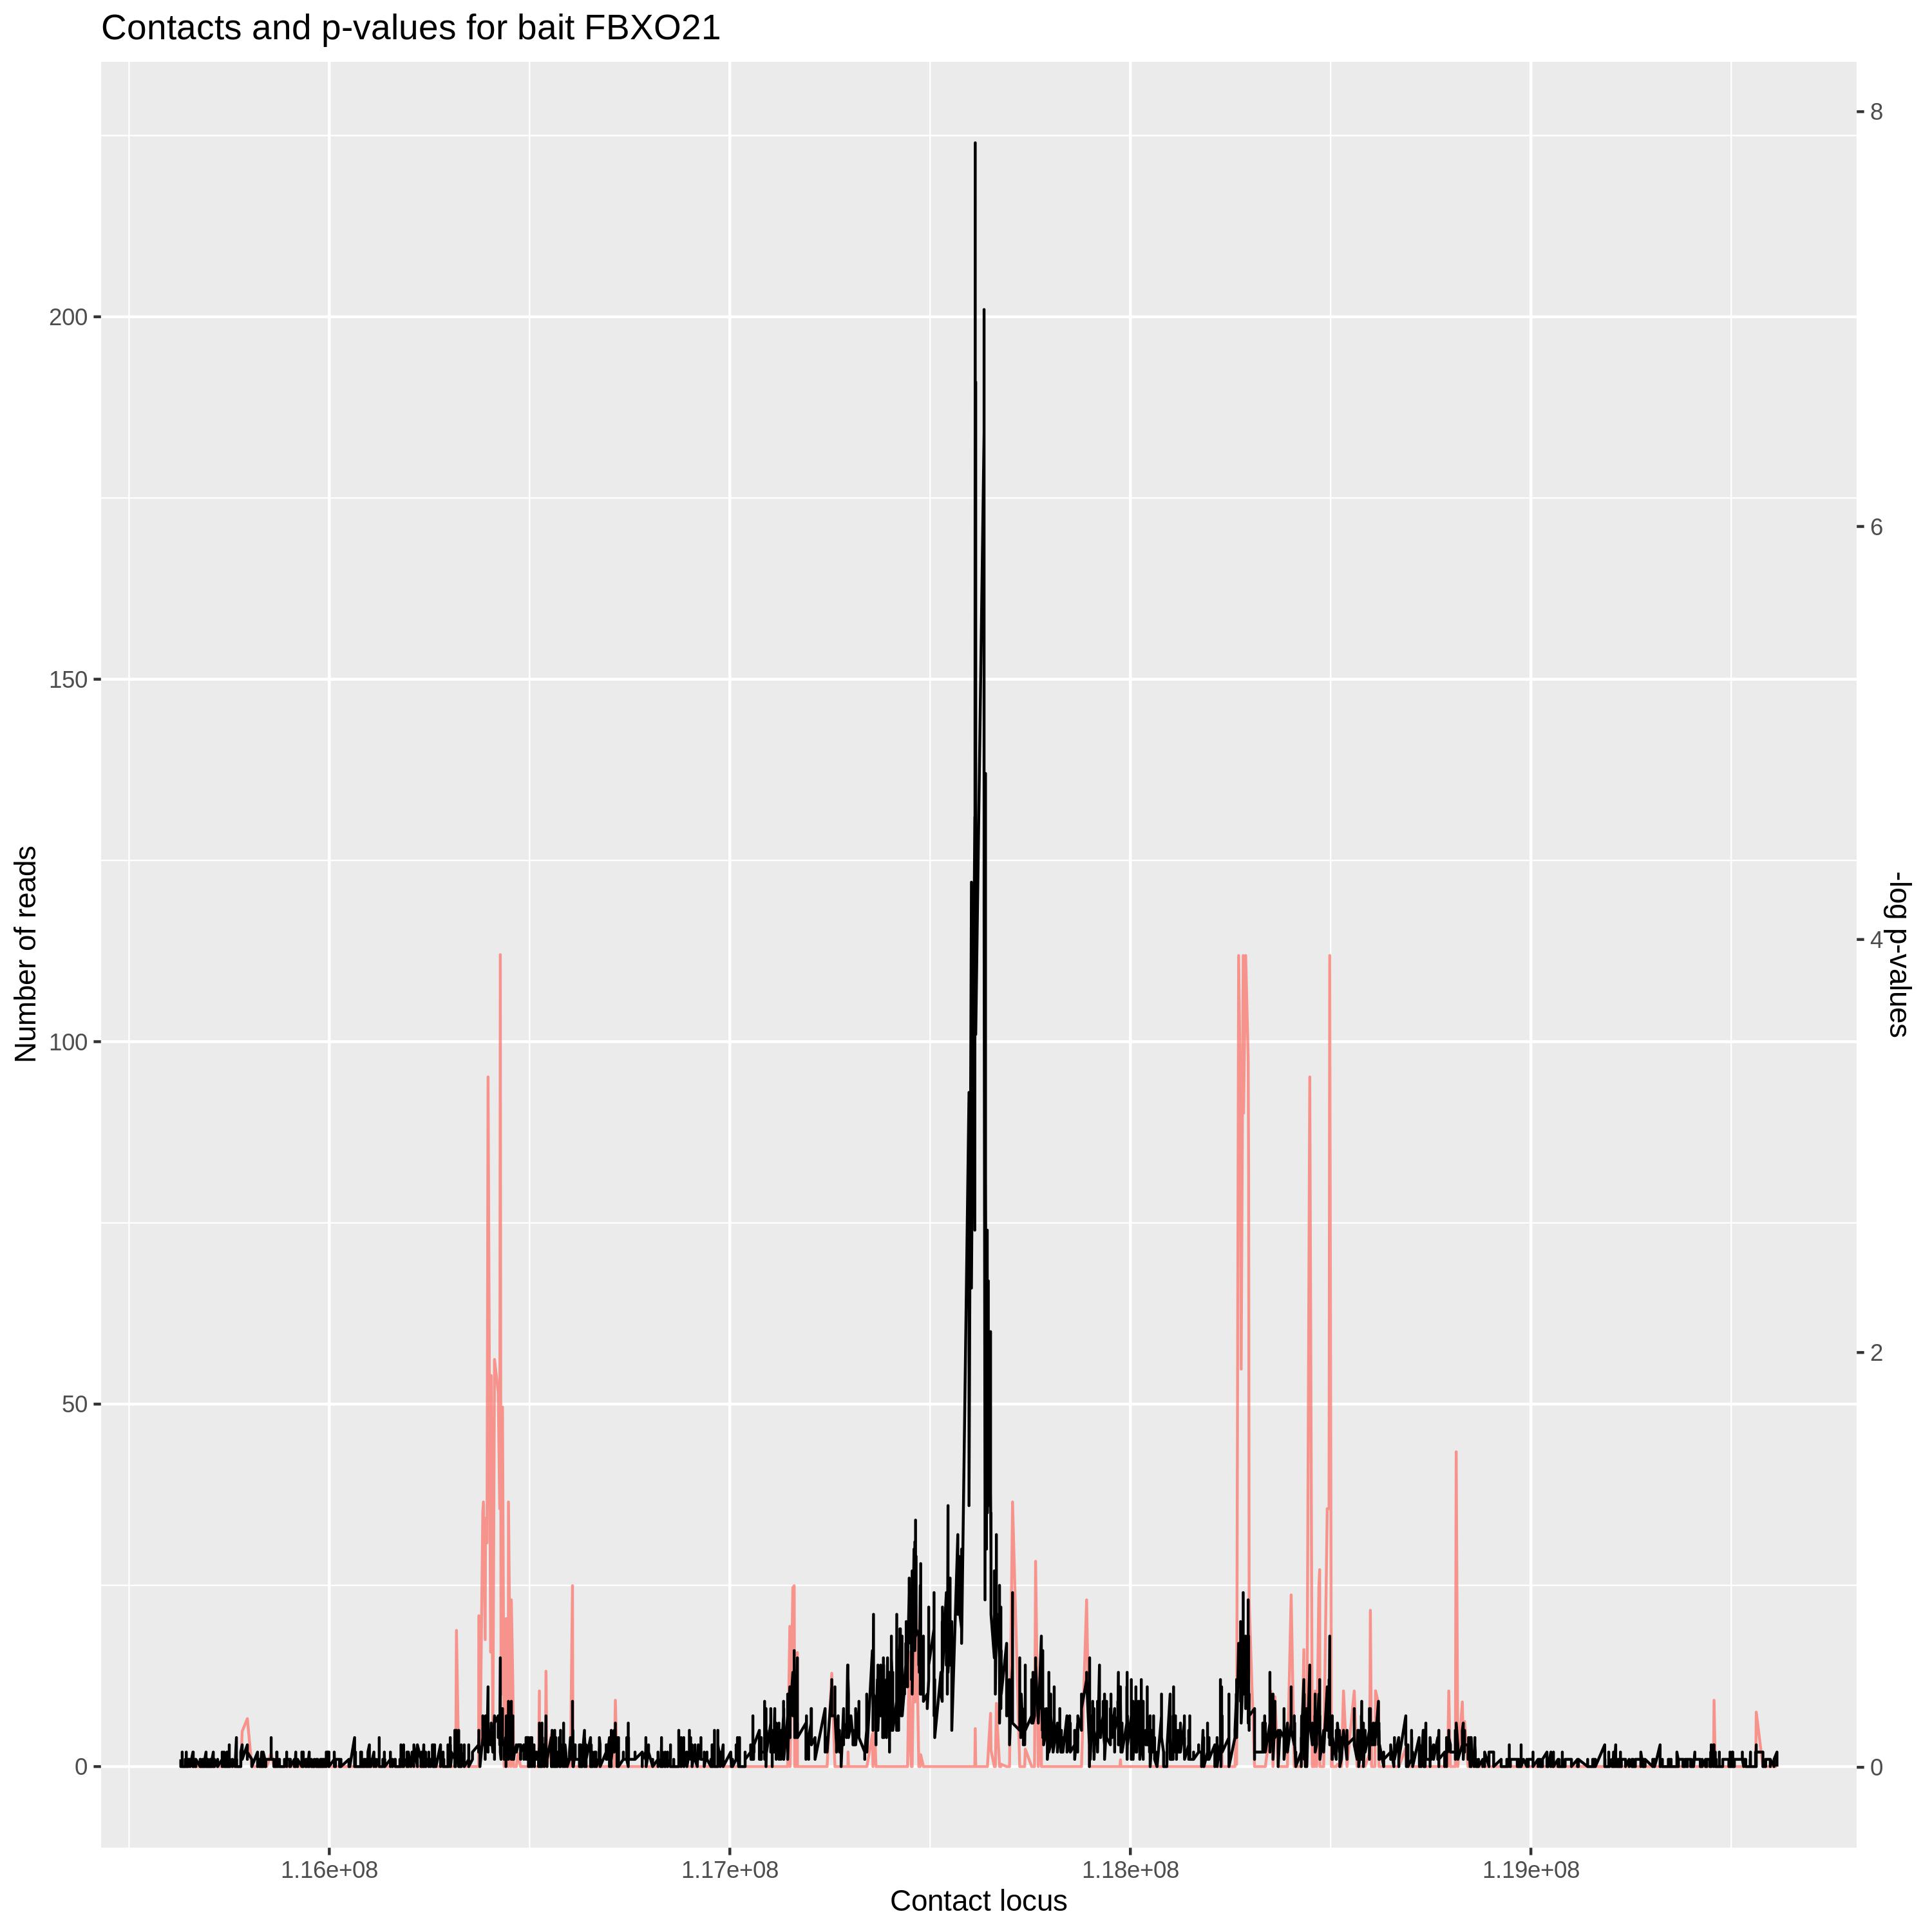 Contacts and p-values for bait FBXO21
8
200
6
150
Number of reads
-log p-values
4
100
2
50
0
0
1.16e+08
1.17e+08
1.18e+08
1.19e+08
Contact locus